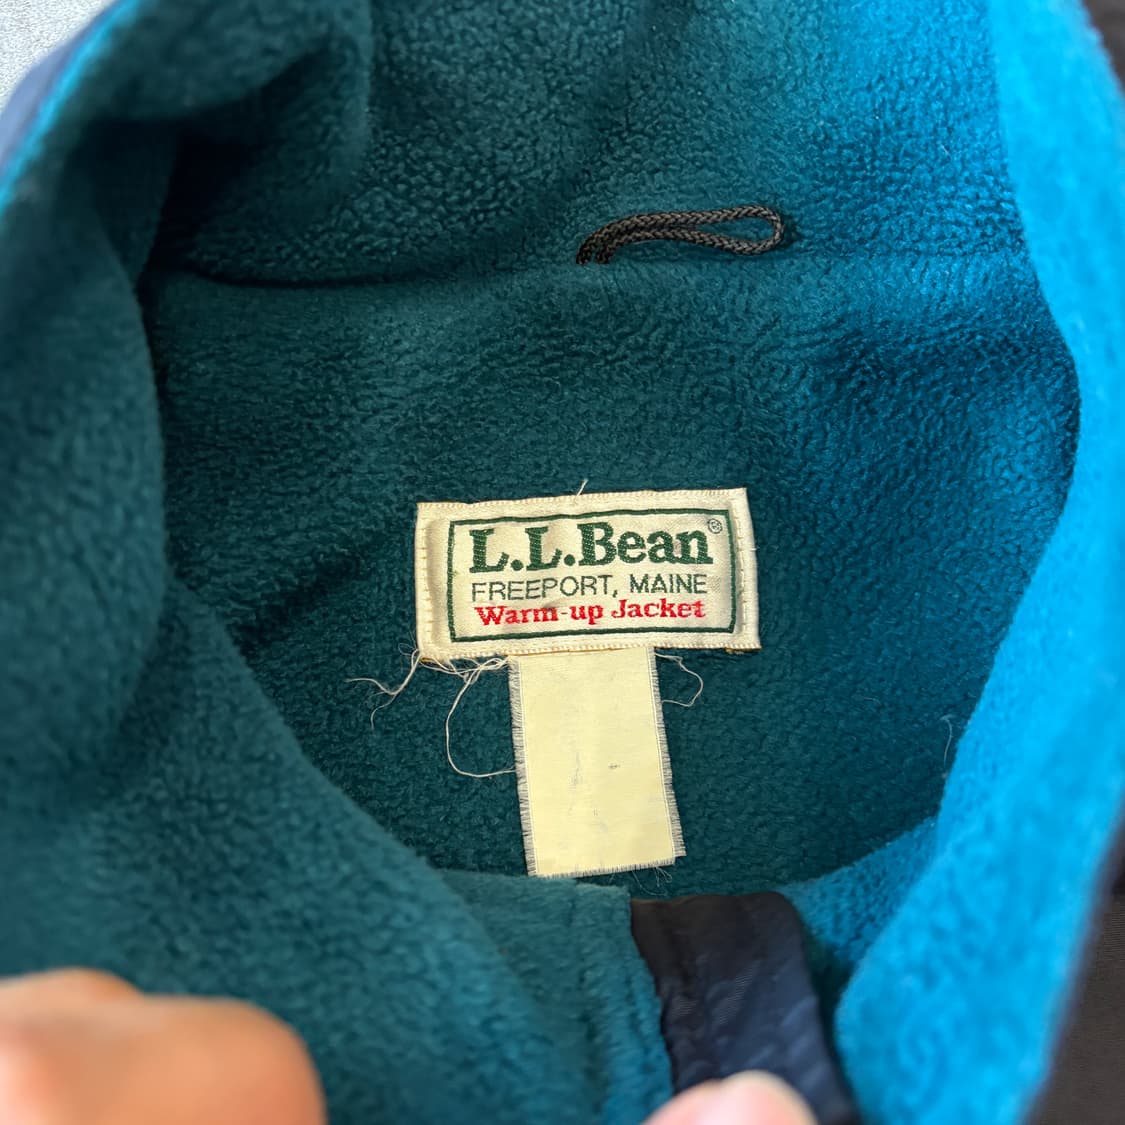 L.L.Bean®
FREEPORT, MAINE
Warm-up Jacket